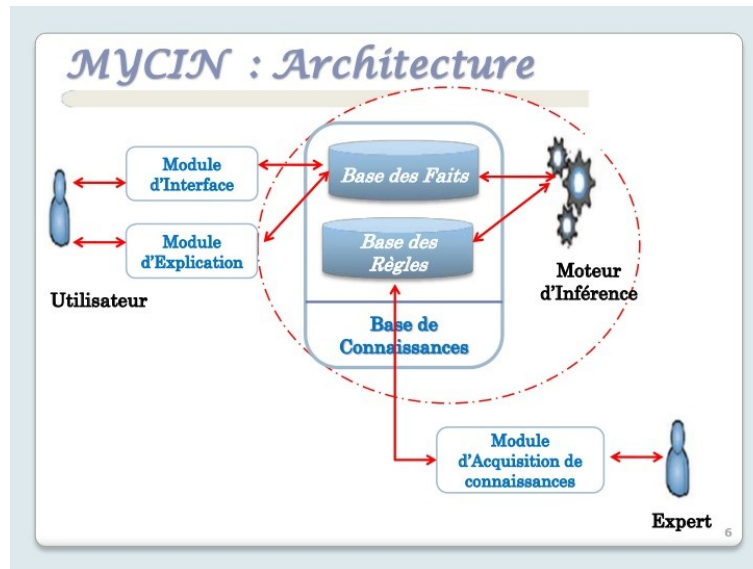 MYCIN : Architecture
Module
d'Interface
Base des Faits
Module
d'Explication
Base des
Règles
Moteur
d'Inférence
Utilisateur
Base de
Connaissances
Module
d'Acquisition de
connaissances
Expert
6